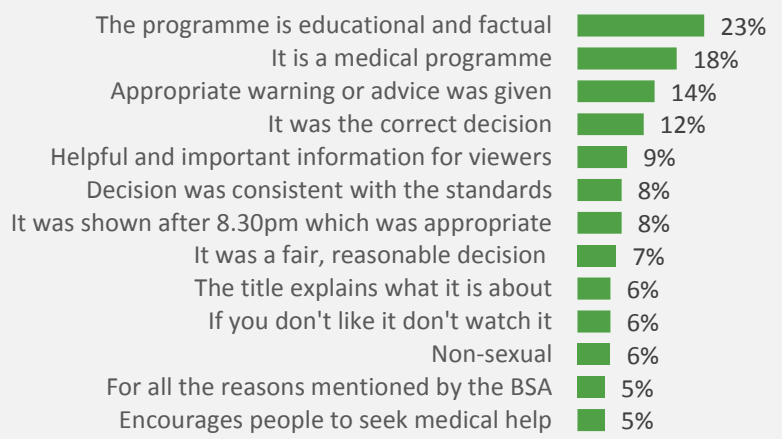 The programme is educational and factual 23%
It is a medical programme 18%
Appropriate warning or advice was given 14%
It was the correct decision 12%
Helpful and important information for viewers 9%
Decision was consistent with the standards 8%
It was shown after 8.30pm which was appropriate 8%
It was a fair, reasonable decision 7%
The title explains what it is about 6%
If you don't like it don't watch it 6%
Non-sexual 6%
For all the reasons mentioned by the BSA 5%
Encourages people to seek medical help 5%